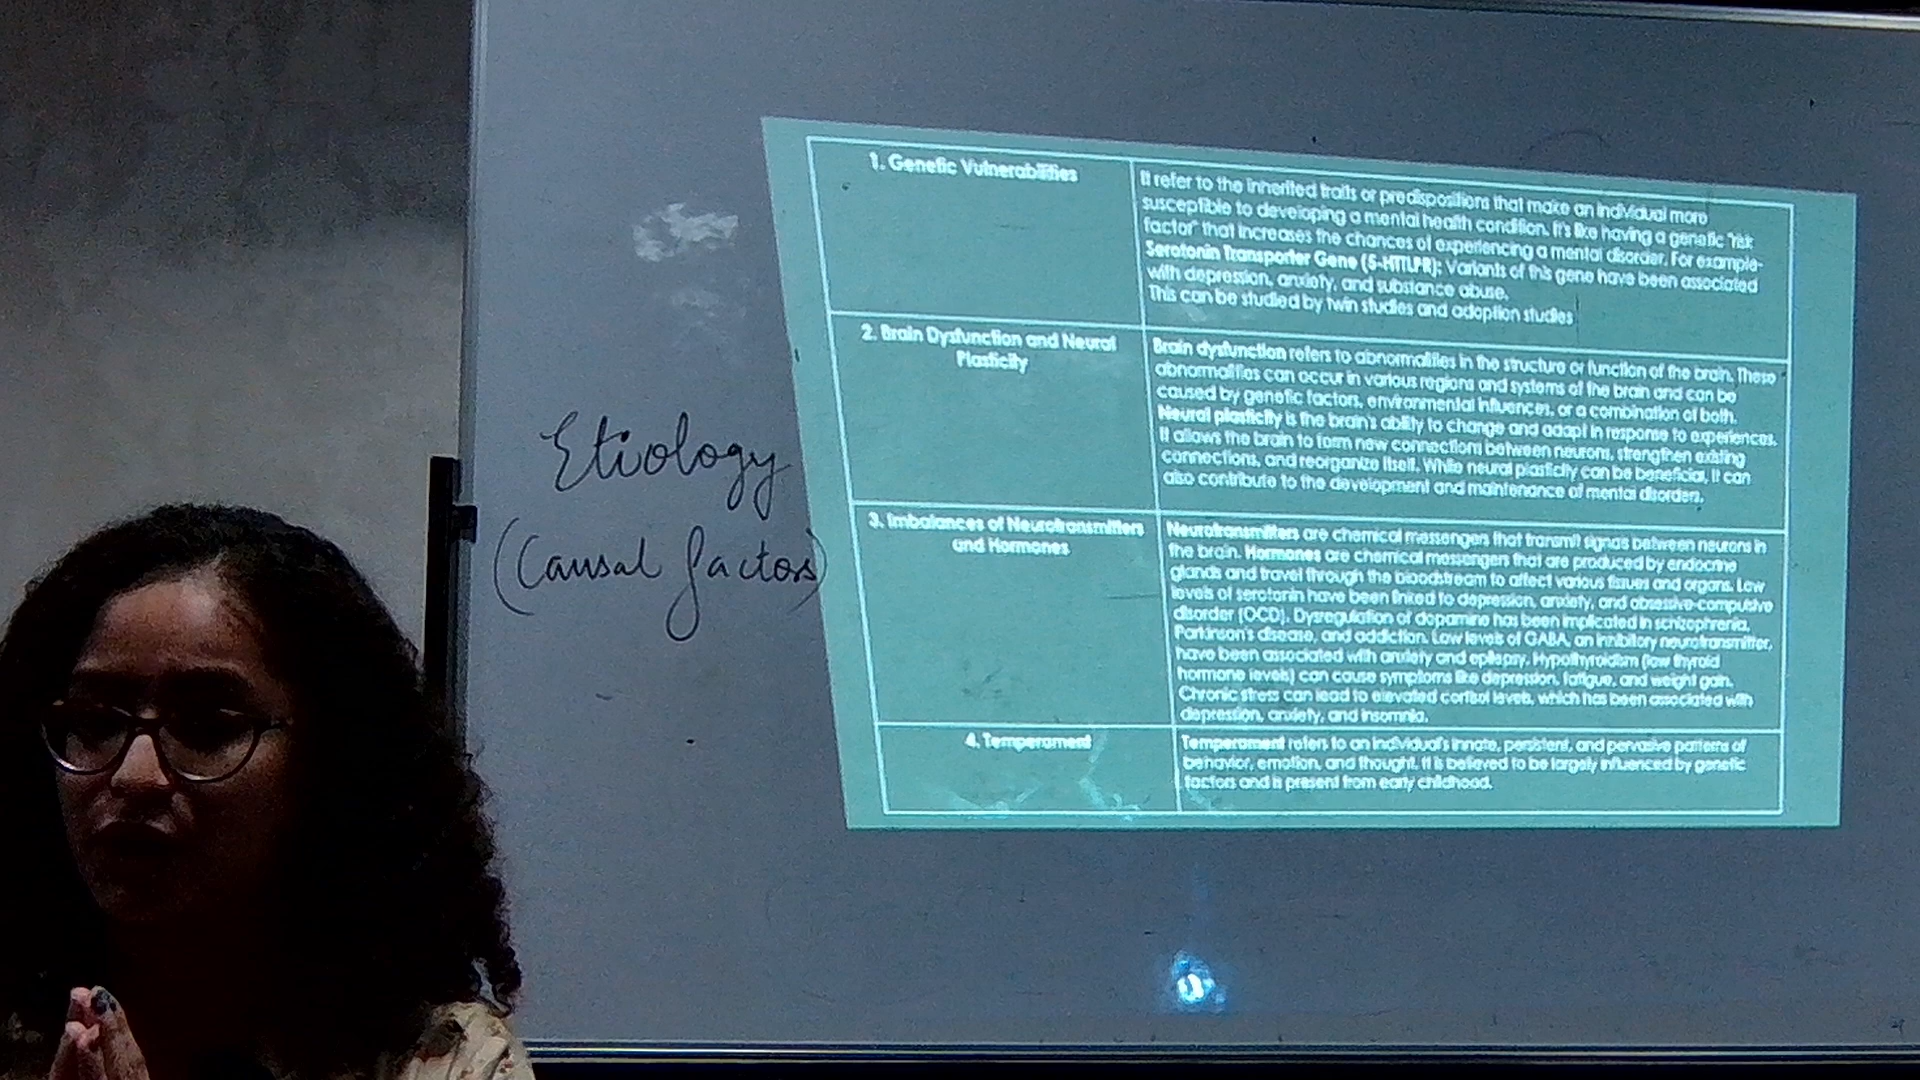 Etiology
(Causal factors)
1. Genetic Vulnerabilities
It refer to the inherited traits or predispositions that make an individual more
susceptible to developing a mental health condition. It's like having a genetic "risk
factor" that increases the chances of experiencing a mental disorder. For example-
Serotonin Transporter Gene (5-HTTLPR): Variants of this gene have been associated
with depression, anxiety, and substance abuse.
This can be studied by twin studies and adoption studies
2. Brain Dysfunction and Neural
Plasticity
Brain dysfunction refers to abnormalities in the structure or function of the brain. These
abnormalities can occur in various regions and systems of the brain and can be
caused by genetic factors, environmental influences, or a combination of both.
Neural plasticity is the brain's ability to change and adapt in response to experiences.
It allows the brain to form new connections between neurons, strengthen existing
connections, and reorganize itself. While neural plasticity can be beneficial, it can
also contribute to the development and maintenance of mental disorders.
3. Imbalances of Neurotransmitters
and Hormones
Neurotransmitters are chemical messengers that transmit signals between neurons in
the brain. Hormones are chemical messengers that are produced by endocrine
glands and travel through the bloodstream to affect various tissues and organs. Low
levels of serotonin have been linked to depression, anxiety, and obsessive-compulsive
disorder (OCD). Dysregulation of dopamine has been implicated in schizophrenia,
Parkinson's disease, and addiction. Low levels of GABA, an inhibitory neurotransmitter,
have been associated with anxiety and epilepsy. Hypothyroidism (low thyroid
hormone levels) can cause symptoms like depression, fatigue, and weight gain.
Chronic stress can lead to elevated cortisol levels, which has been associated with
depression, anxiety, and insomnia.
4. Temperament
Temperament refers to an individual's innate, persistent, and pervasive patterns of
behavior, emotion, and thought. It is believed to be largely influenced by genetic
factors and is present from early childhood.